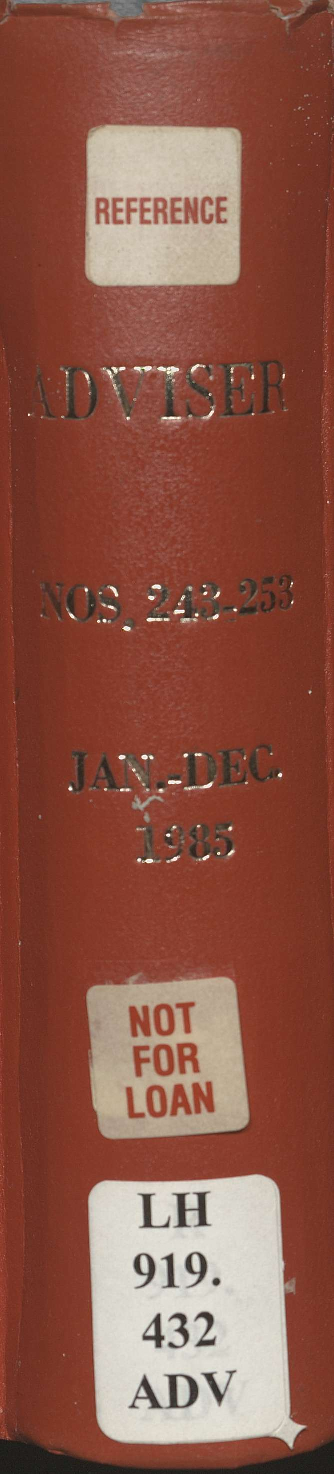 REFERENCE
ADVISER
NOS, 243-253
JAN.-DEC.
1985
NOT
FOR
LOAN
LH
919.
432
ADV